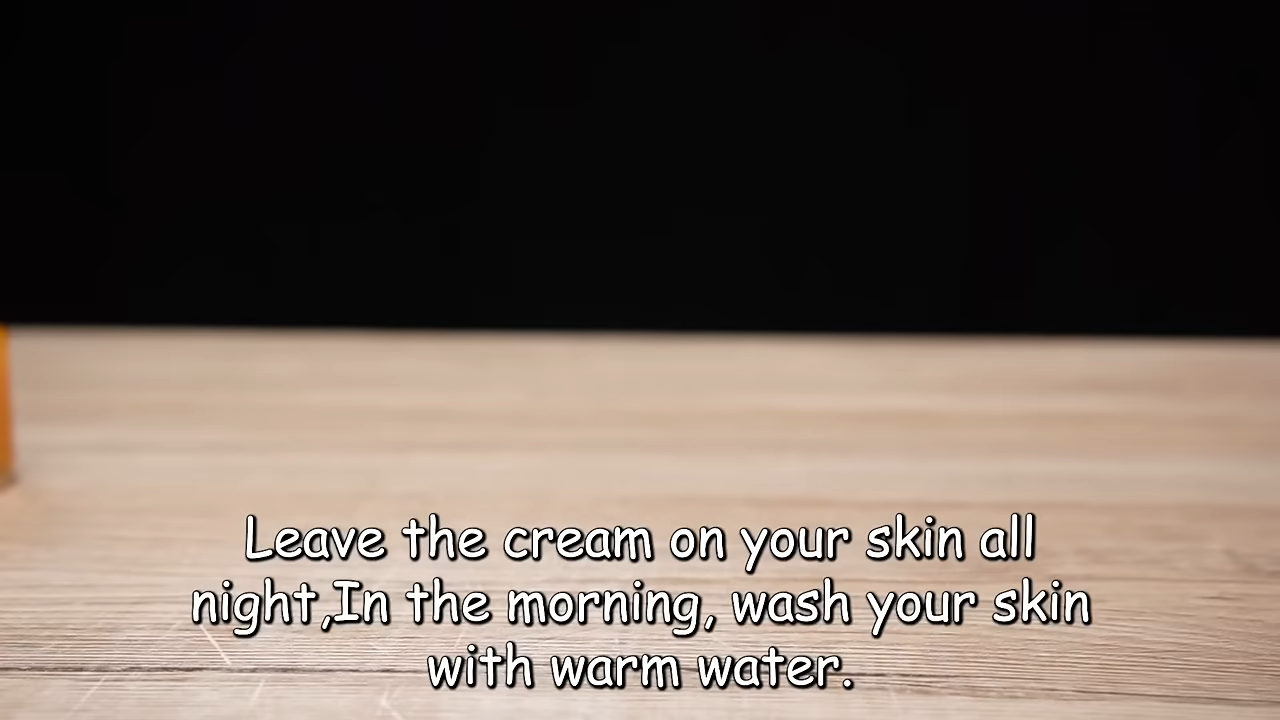 Leave the cream on your skin all
night,In the morning, wash your skin
with warm water.